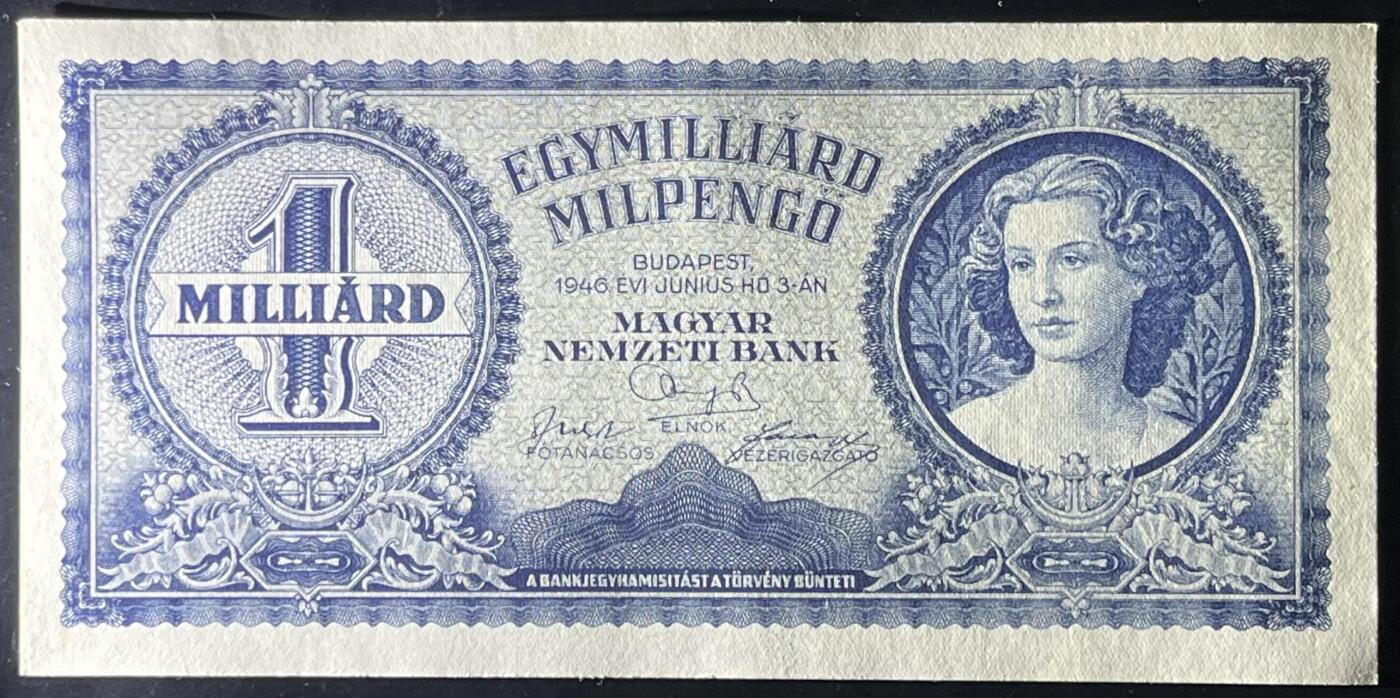 1
MILLIÁRD
EGYMILLIÁRD
MILPENGŐ
BUDAPEST,
1946 ÉVI JÚNIUS HÓ 3-ÁN
MAGYAR
NEMZETI BANK
ELNÖK
FŐTANÁCSOS VEZÉRIGAZGATÓ
A BANKJEGYHAMISITÁST A TÖRVÉNY BÜNTETI